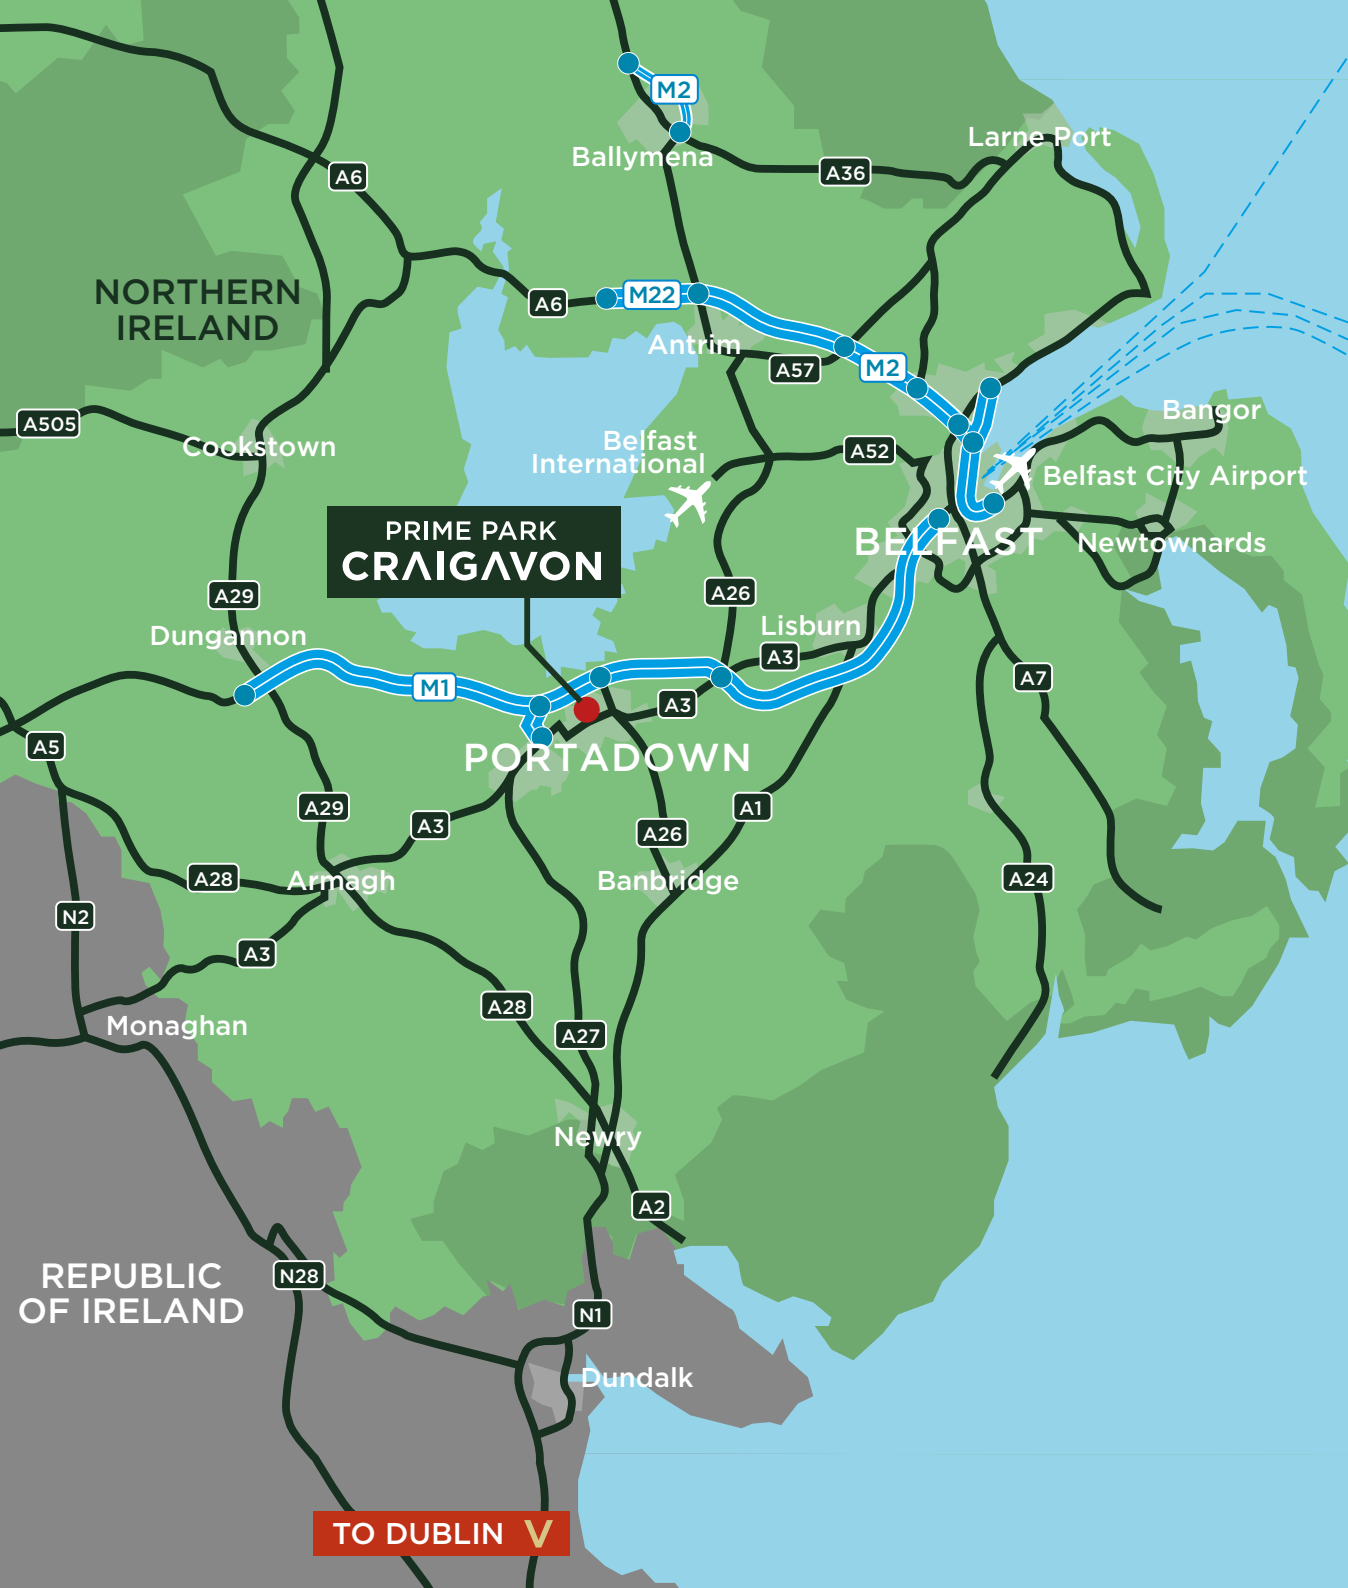 M2
Larne Port
Ballymena
A36
A6
NORTHERN
IRELAND
A6
M22
Antrim
A57
M2
A505
Bangor
Cookstown
Belfast
International
A52
Belfast City Airport
PRIME PARK
CRAIGAVON
BELFAST
Newtownards
A29
A26
Dungannon
Lisburn
A3
A7
M1
A3
A5
PORTADOWN
A29
A3
A1
A26
A28
Armagh
Banbridge
A24
N2
A3
A28
Monaghan
A27
Newry
A2
REPUBLIC
OF IRELAND
N28
N1
Dundalk
TO DUBLIN V